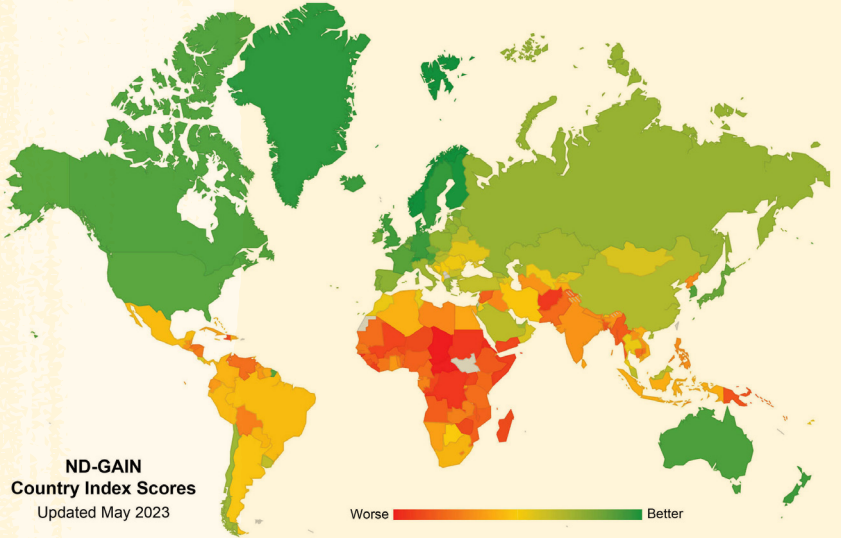 ND-GAIN
Country Index Scores
Updated May 2023
Worse
Better